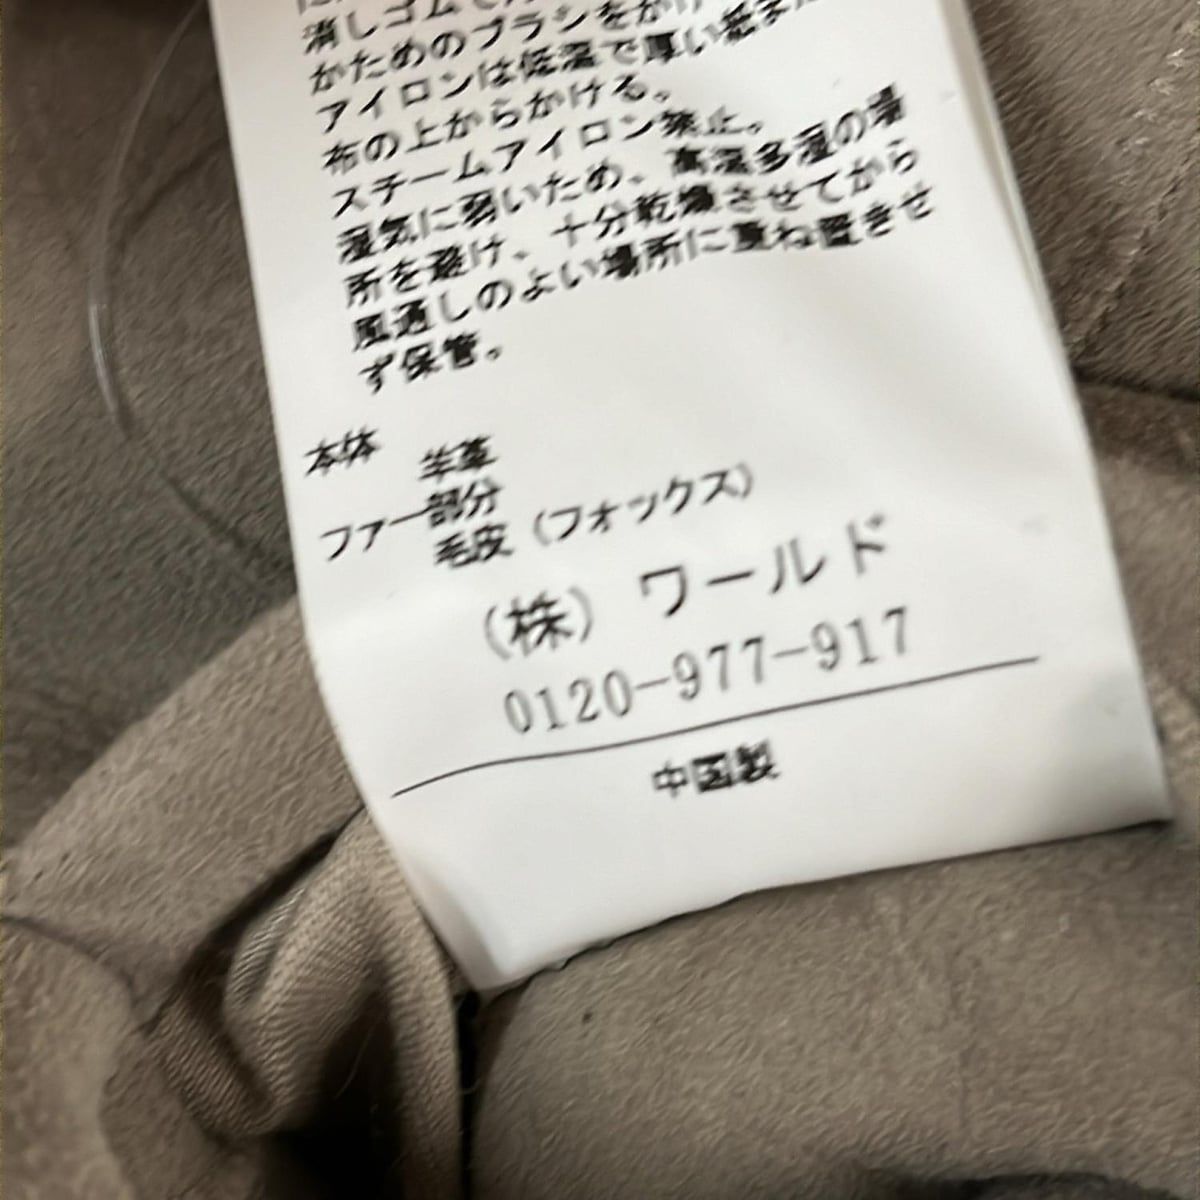 消しゴムで
かためのブラシをかけ
アイロンは低温で厚い紙又は
布の上からかける。
スチームアイロン禁止。
湿気に弱いため、高温多湿の場
所を避け、十分乾燥させてから
風通しのよい場所に重ね置きせ
ず保管。
本体
羊革
ファー部分
毛皮（フォックス）
（株）ワールド
0120-977-917
中国製